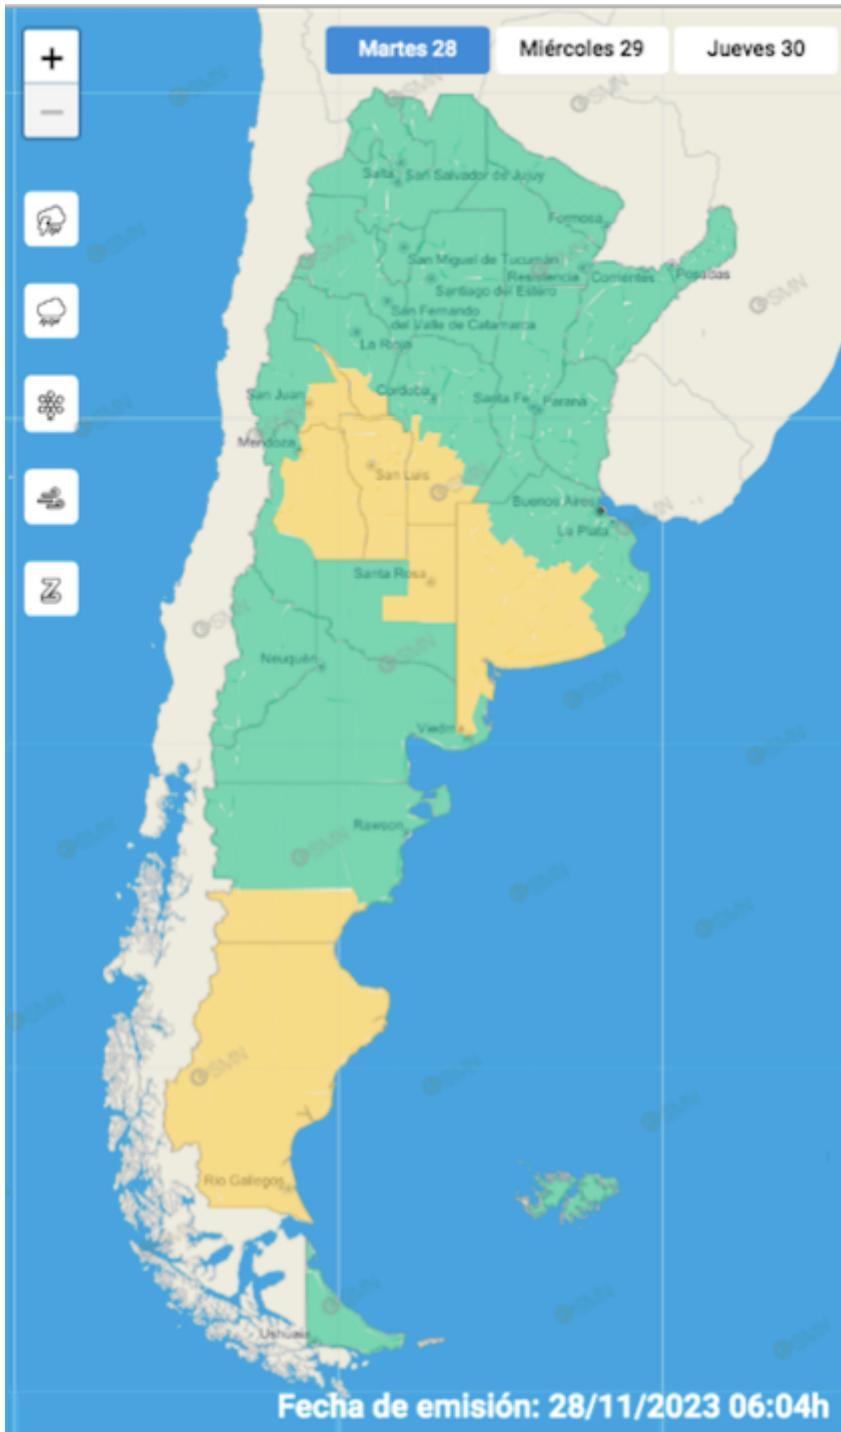 Martes 28
Miércoles 29
Jueves 30
+
−
SMN
Salta
San Salvador de Jujuy
Formosa
San Miguel de Tucumán
Resistencia
Corrientes
Posadas
Santiago del Estero
San Fernando
del Valle de Catamarca
La Rioja
San Juan
Córdoba
Santa Fe
Paraná
Mendoza
San Luis
Buenos Aires
La Plata
Santa Rosa
Neuquén
Viedma
Rawson
Río Gallegos
Ushuaia
Fecha de emisión: 28/11/2023 06:04h